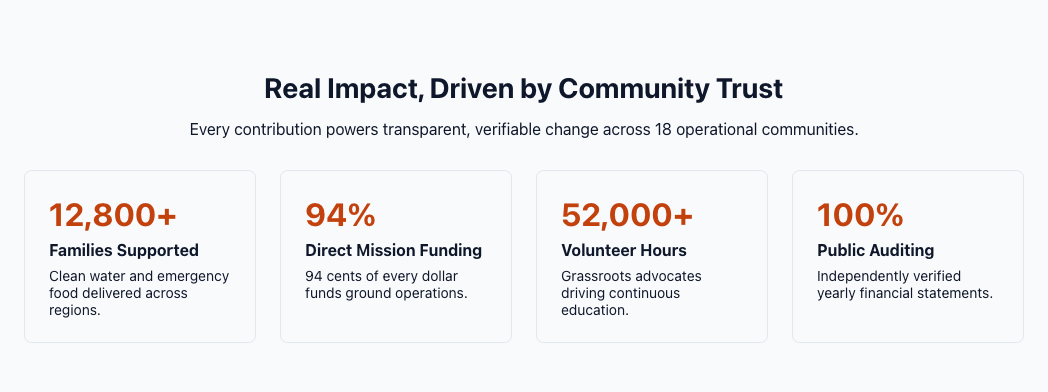 Real Impact, Driven by Community Trust
Every contribution powers transparent, verifiable change across 18 operational communities.
12,800+
Families Supported
Clean water and emergency
food delivered across
regions.
94%
Direct Mission Funding
94 cents of every dollar
funds ground operations.
52,000+
Volunteer Hours
Grassroots advocates
driving continuous
education.
100%
Public Auditing
Independently verified
yearly financial statements.